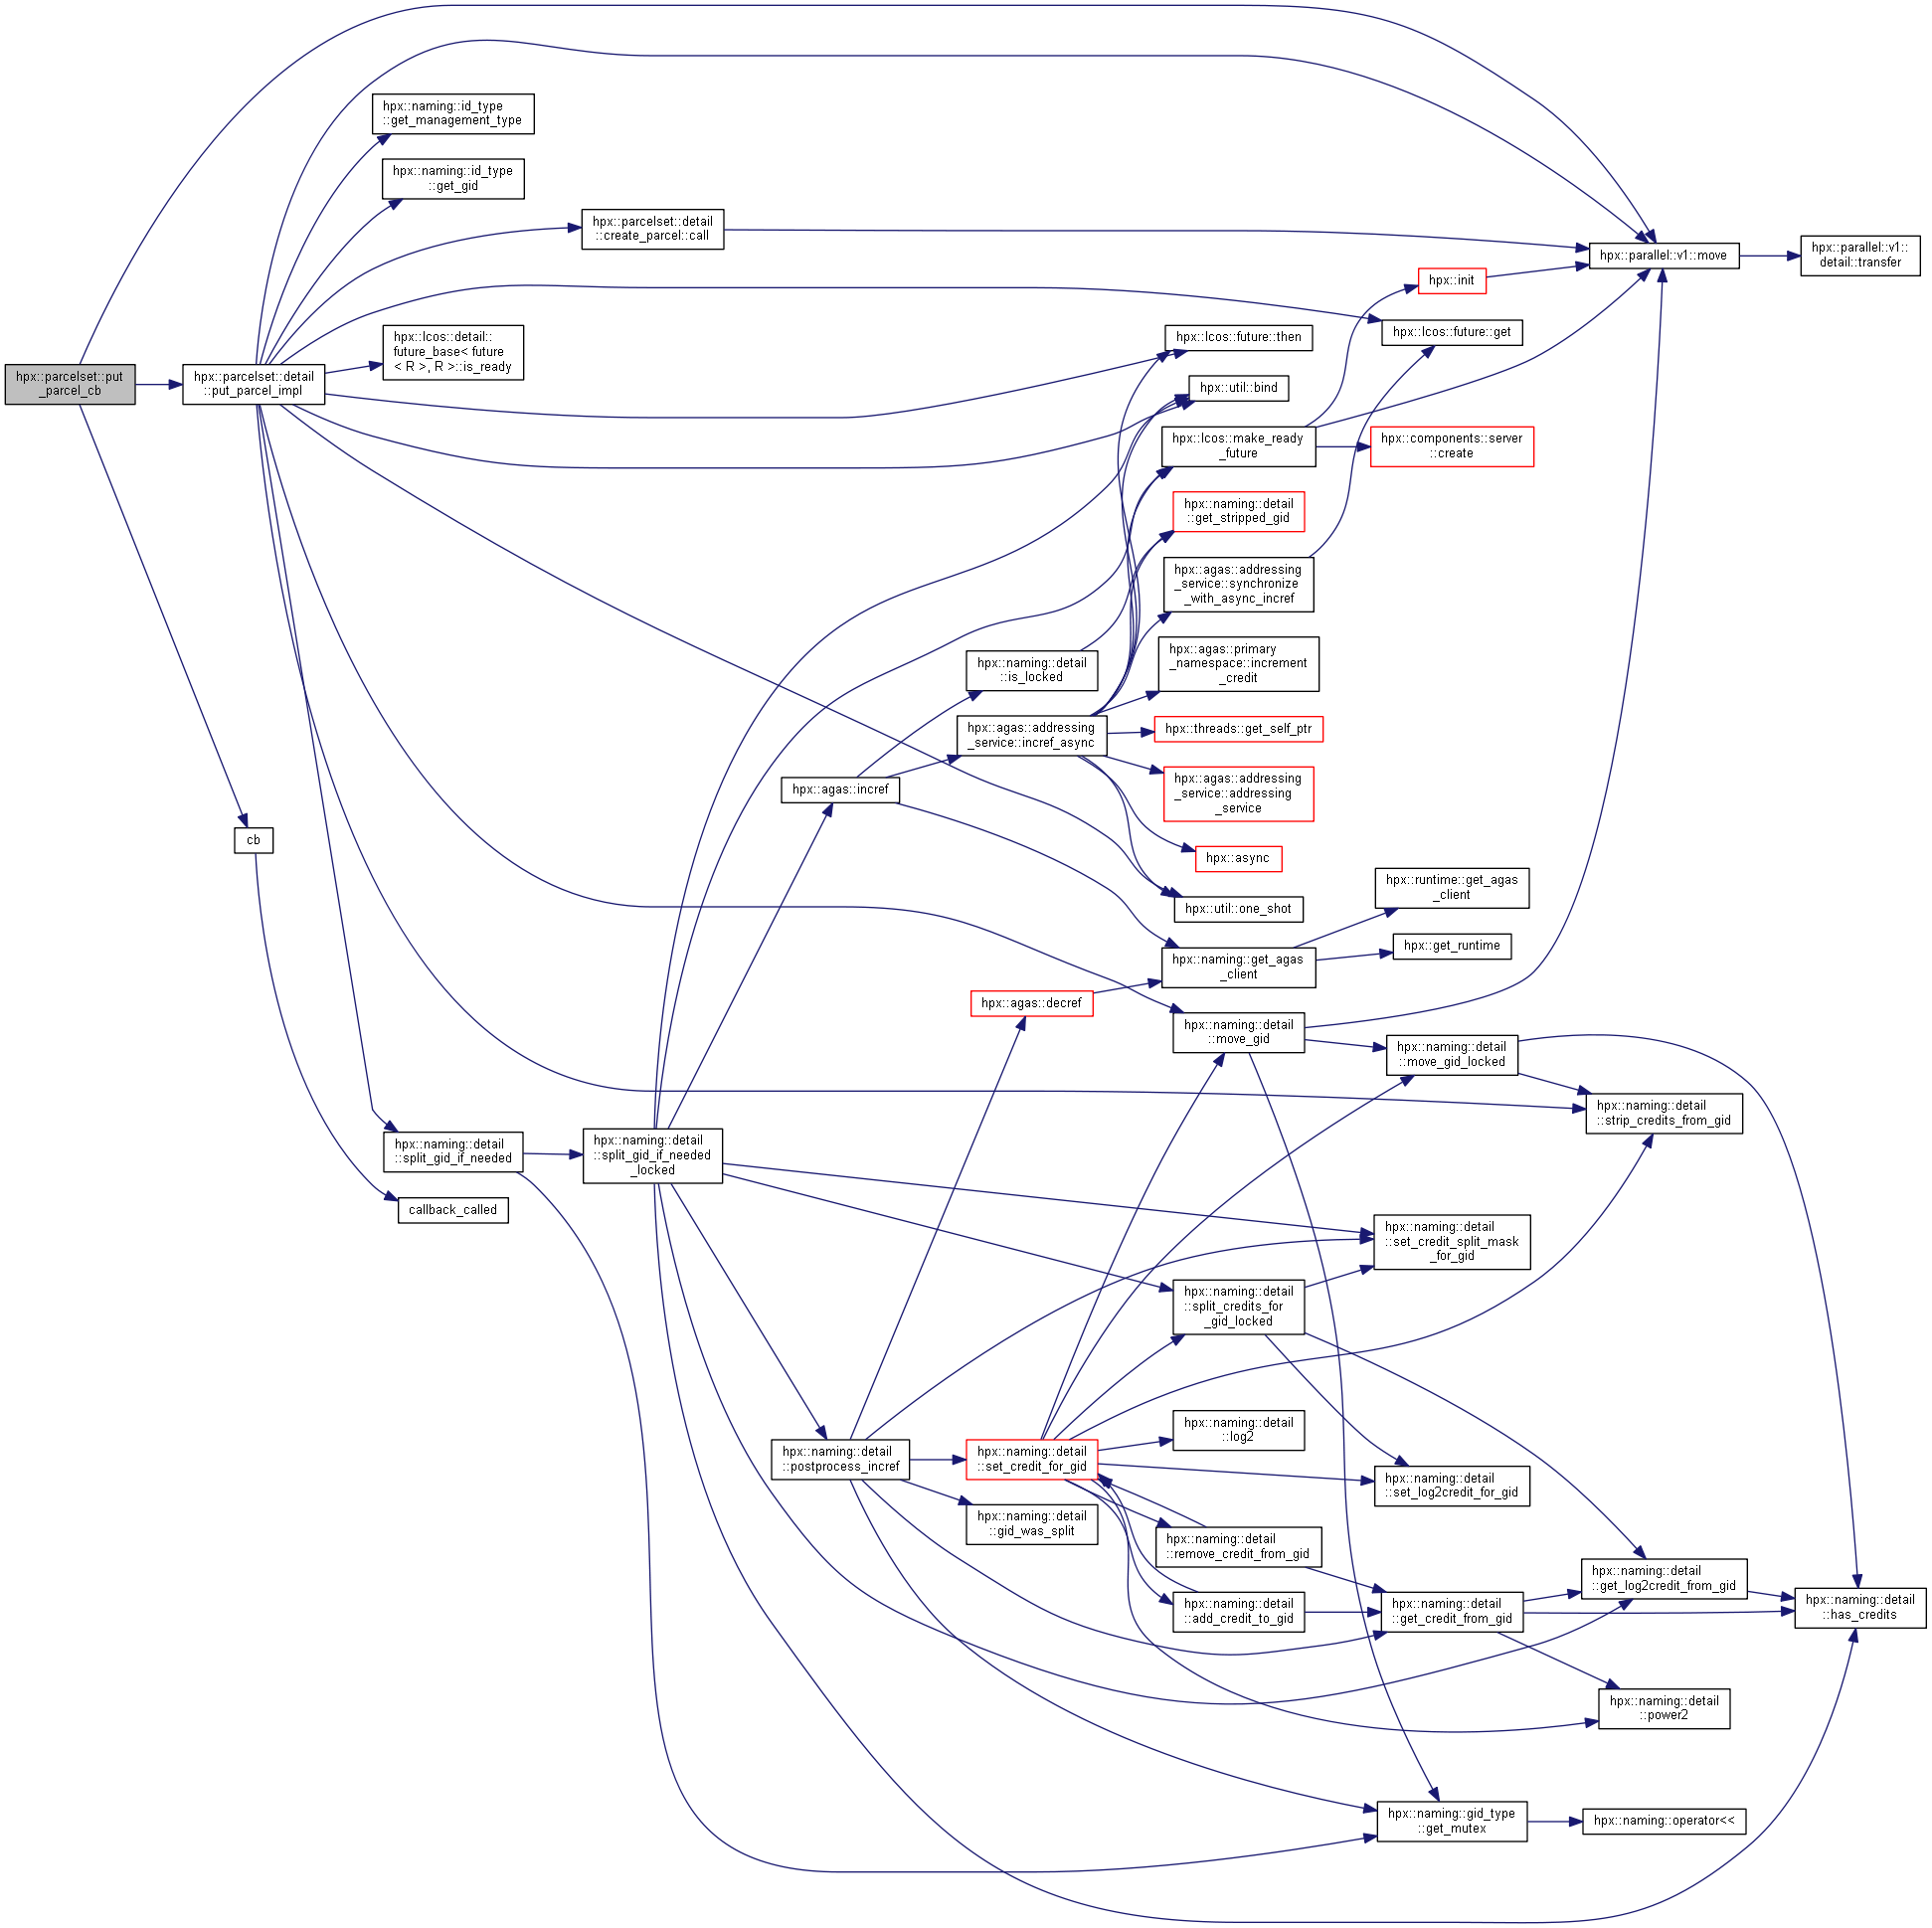 hpx::parcelset::put
_parcel_cb
hpx::parcelset::detail
::put_parcel_impl
cb
callback_called
hpx::naming::id_type
::get_management_type
hpx::naming::id_type
::get_gid
hpx::lcos::detail::
future_base< future
< R >, R >::is_ready
hpx::naming::detail
::split_gid_if_needed
hpx::parcelset::detail
::create_parcel::call
hpx::naming::detail
::split_gid_if_needed
_locked
hpx::agas::incref
hpx::naming::detail
::postprocess_incref
hpx::naming::detail
::is_locked
hpx::agas::addressing
_service::incref_async
hpx::agas::decref
hpx::naming::detail
::set_credit_for_gid
hpx::naming::detail
::gid_was_split
hpx::lcos::future::then
hpx::util::bind
hpx::lcos::make_ready
_future
hpx::naming::detail
::get_stripped_gid
hpx::agas::addressing
_service::synchronize
_with_async_incref
hpx::agas::primary
_namespace::increment
_credit
hpx::threads::get_self_ptr
hpx::agas::addressing
_service::addressing
_service
hpx::async
hpx::util::one_shot
hpx::naming::get_agas
_client
hpx::naming::detail
::move_gid
hpx::naming::detail
::split_credits_for
_gid_locked
hpx::naming::detail
::log2
hpx::naming::detail
::remove_credit_from_gid
hpx::naming::detail
::add_credit_to_gid
hpx::init
hpx::lcos::future::get
hpx::components::server
::create
hpx::runtime::get_agas
_client
hpx::get_runtime
hpx::naming::detail
::move_gid_locked
hpx::naming::detail
::set_credit_split_mask
_for_gid
hpx::naming::detail
::set_log2credit_for_gid
hpx::naming::detail
::get_credit_from_gid
hpx::naming::gid_type
::get_mutex
hpx::parallel::v1::move
hpx::naming::detail
::strip_credits_from_gid
hpx::naming::detail
::get_log2credit_from_gid
hpx::naming::detail
::power2
hpx::naming::operator<<
hpx::parallel::v1::
detail::transfer
hpx::naming::detail
::has_credits